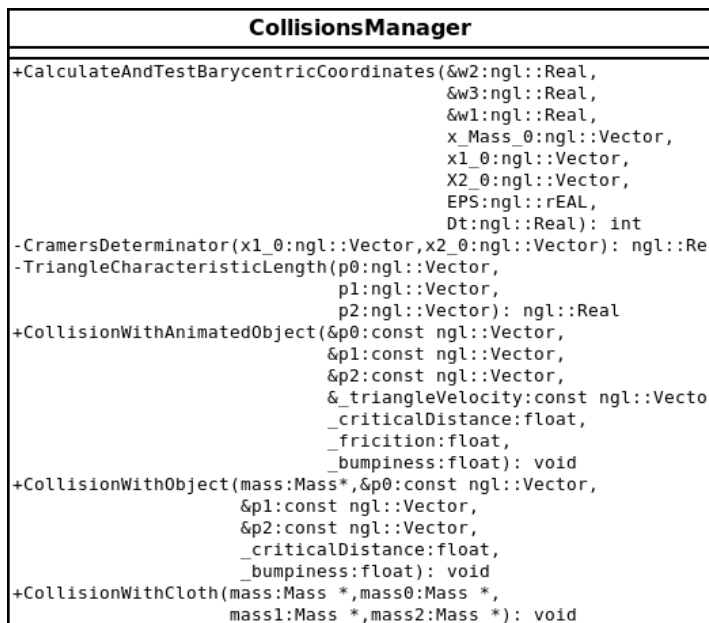 CollisionsManager
+CalculateAndTestBarycentricCoordinates(&w2:ngl::Real,
&w3:ngl::Real,
&w1:ngl::Real,
x_Mass_0:ngl::Vector,
x1_0:ngl::Vector,
X2_0:ngl::Vector,
EPS:ngl::rEAL,
Dt:ngl::Real): int
-CramersDeterminator(x1_0:ngl::Vector,x2_0:ngl::Vector): ngl::Re
-TriangleCharacteristicLength(p0:ngl::Vector,
p1:ngl::Vector,
p2:ngl::Vector): ngl::Real
+CollisionWithAnimatedObject(&p0:const ngl::Vector,
&p1:const ngl::Vector,
&p2:const ngl::Vector,
&_triangleVelocity:const ngl::Vecto
_criticalDistance:float,
_fricition:float,
_bumpiness:float): void
+CollisionWithObject(mass:Mass*,&p0:const ngl::Vector,
&p1:const ngl::Vector,
&p2:const ngl::Vector,
_criticalDistance:float,
_bumpiness:float): void
+CollisionWithCloth(mass:Mass *,mass0:Mass *,
mass1:Mass *,mass2:Mass *): void